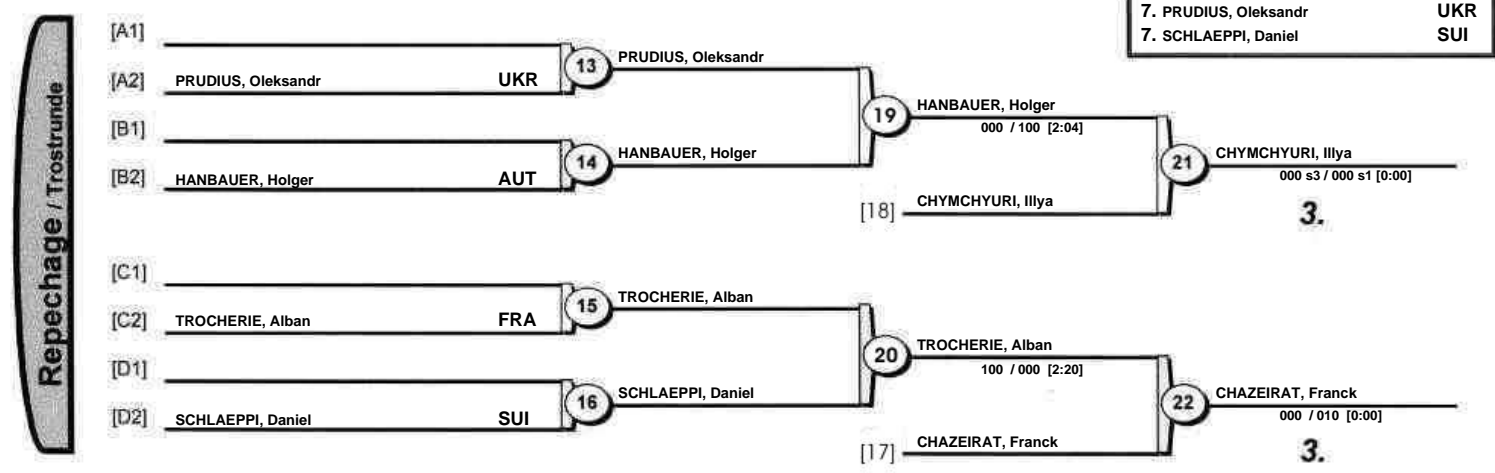 7. PRUDIUS, Oleksandr UKR
7. SCHLAEPPI, Daniel SUI
Repechage / Trostrunde
[A1]
[A2] PRUDIUS, Oleksandr UKR
13 PRUDIUS, Oleksandr
[B1]
[B2] HANBAUER, Holger AUT
14 HANBAUER, Holger
19 HANBAUER, Holger
000 / 100 [2:04]
[18] CHYMCHYURI, Illya
21 CHYMCHYURI, Illya
000 s3 / 000 s1 [0:00]
3.
[C1]
[C2] TROCHERIE, Alban FRA
15 TROCHERIE, Alban
[D1]
[D2] SCHLAEPPI, Daniel SUI
16 SCHLAEPPI, Daniel
20 TROCHERIE, Alban
100 / 000 [2:20]
[17] CHAZEIRAT, Franck
22 CHAZEIRAT, Franck
000 / 010 [0:00]
3.